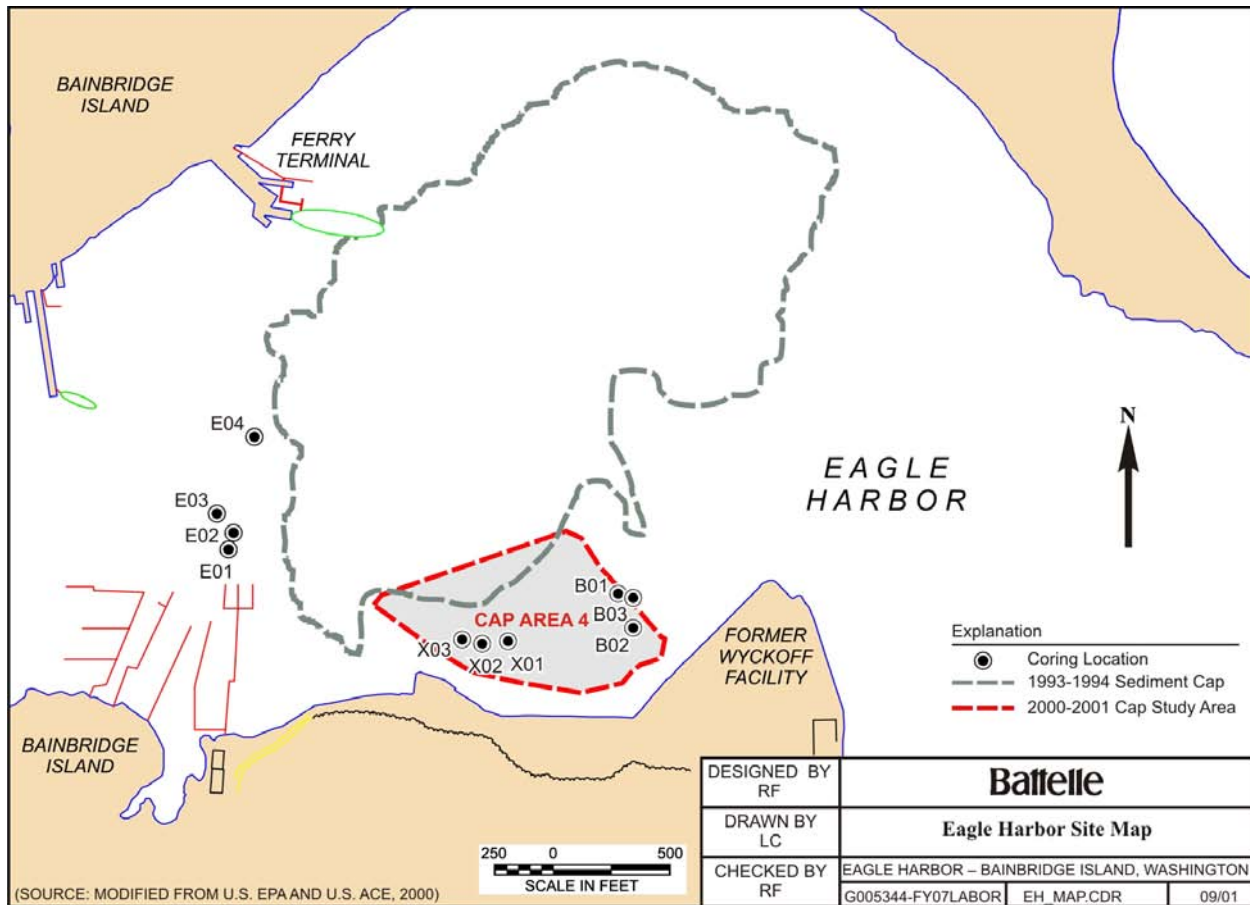 BAINBRIDGE
ISLAND
FERRY
TERMINAL
E04
E03
E02
E01
EAGLE
HARBOR
N
B01
B03
B02
CAP AREA 4
X03
X02
X01
FORMER
WYCKOFF
FACILITY
BAINBRIDGE
ISLAND
Explanation
Coring Location
1993-1994 Sediment Cap
2000-2001 Cap Study Area
250 0 500
SCALE IN FEET
(SOURCE: MODIFIED FROM U.S. EPA AND U.S. ACE, 2000)
DESIGNED BY
RF
Battelle
DRAWN BY
LC
Eagle Harbor Site Map
CHECKED BY
RF
EAGLE HARBOR – BAINBRIDGE ISLAND, WASHINGTON
G005344-FY07LABOR EH_MAP.CDR 09/01